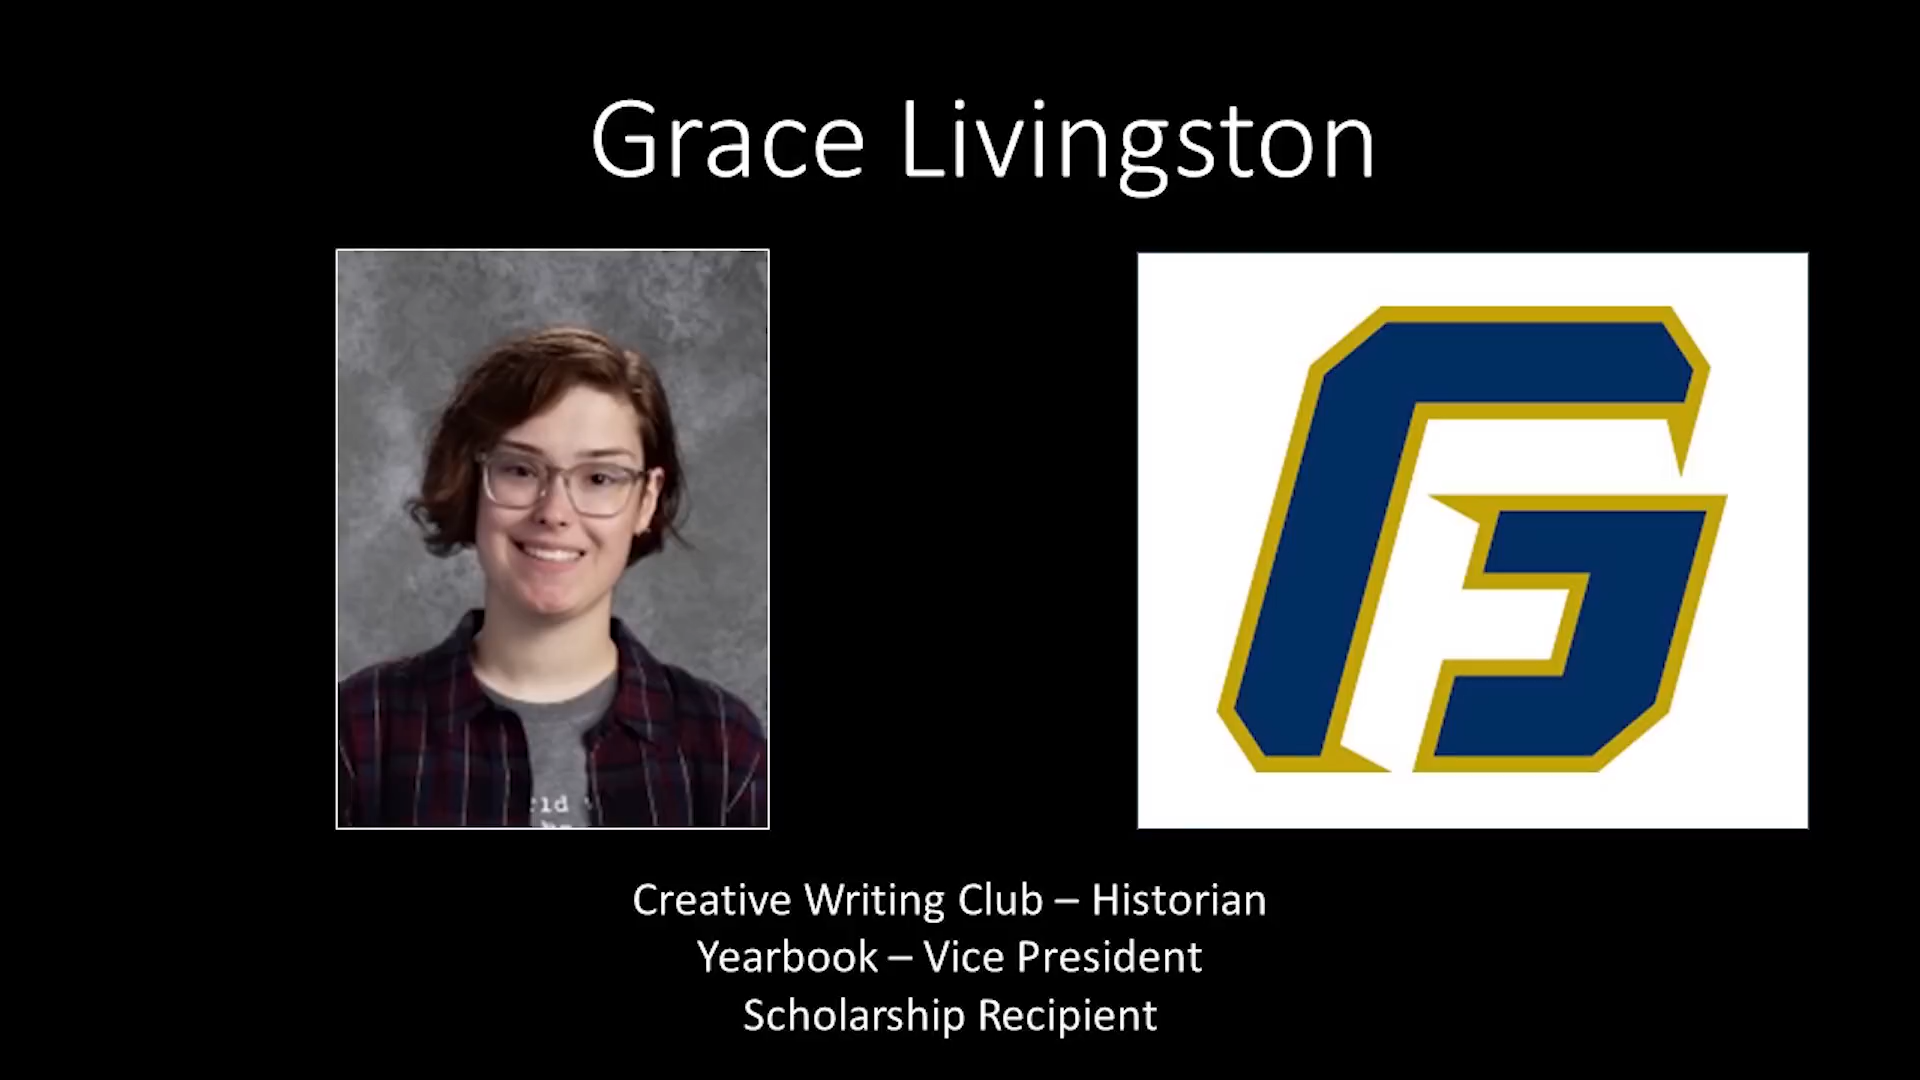 Grace Livingston
G
Creative Writing Club – Historian
Yearbook – Vice President
Scholarship Recipient